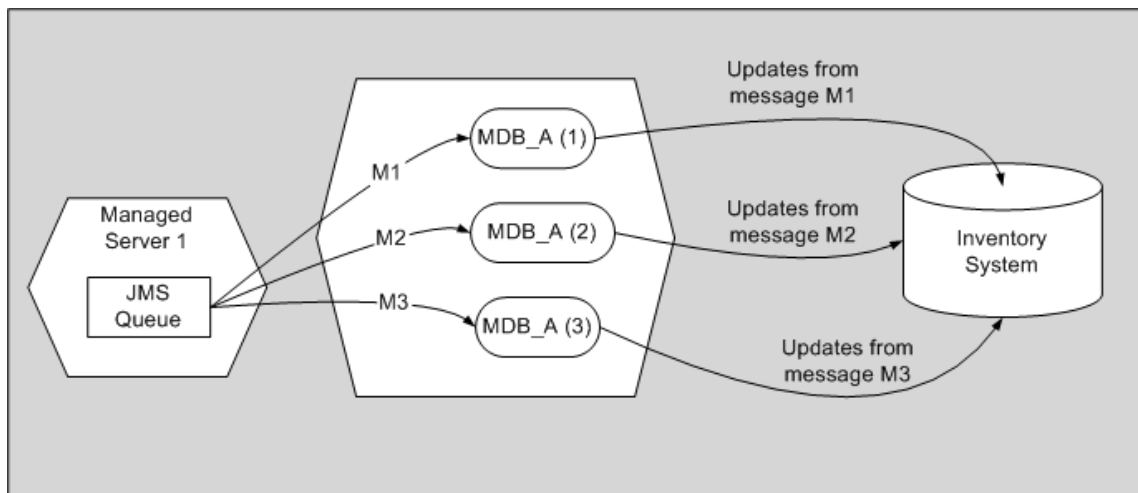 Managed
Server 1
JMS
Queue
M1
M2
M3
MDB_A (1)
MDB_A (2)
MDB_A (3)
Updates from
message M1
Updates from
message M2
Updates from
message M3
Inventory
System